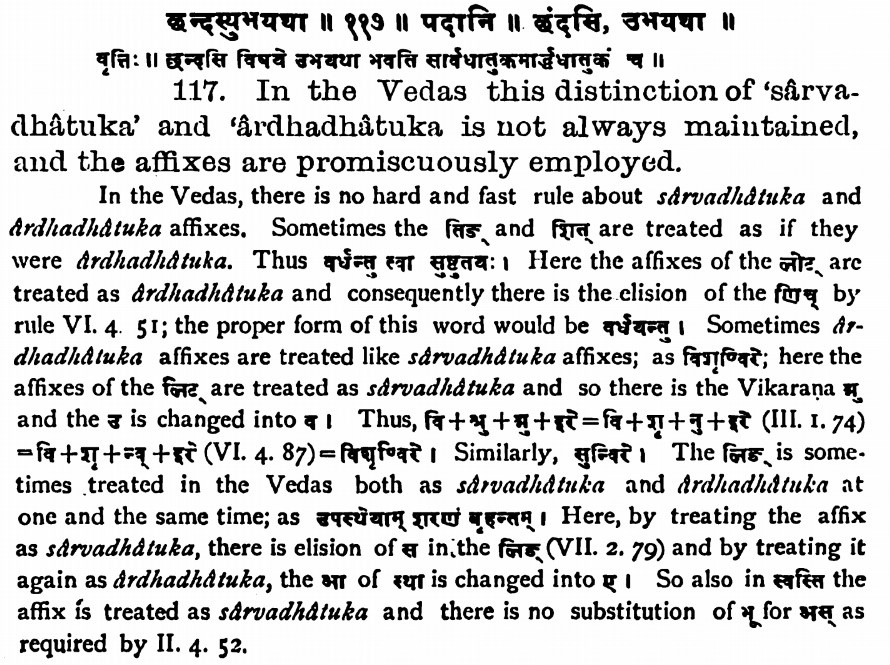 छन्दस्युभयथा ॥ ११७ ॥ पदानि ॥ छंदसि, उभयथा ॥
वृत्तिः ॥ छन्दसि विषये उभयथा भवति सार्वधातुकमार्द्धधातुकं च ॥
117. In the Vedas this distinction of 'sârva-
dhâtuka' and 'ârdhadhâtuka is not always maintained,
and the affixes are promiscuously employed.
In the Vedas, there is no hard and fast rule about sârvadhâtuka and
ârdhadhâtuka affixes. Sometimes the तिङ् and शित् are treated as if they
were ârdhadhâtuka. Thus वर्धन्तु त्वा सुष्टुतयः । Here the affixes of the लोट् are
treated as ârdhadhâtuka and consequently there is the elision of the णिच् by
rule VI. 4. 51; the proper form of this word would be वर्धयन्तु । Sometimes âr-
dhadhâtuka affixes are treated like sârvadhâtuka affixes; as विशृण्विरे; here the
affixes of the लिट् are treated as sârvadhâtuka and so there is the Vikaraṇa श्नु
and the उ is changed into व । Thus, वि+श्रु+श्नु+इरे=वि+शृ+नु+इरे (III. 1. 74)
=वि+शृ+न्व्+इरे (VI. 4. 87)=विशृण्विरे । Similarly, सुन्विरे । The लिङ् is some-
times treated in the Vedas both as sârvadhâtuka and ârdhadhâtuka at
one and the same time; as उपस्थेयाम् शरणं बृहन्तम् । Here, by treating the affix
as sârvadhâtuka, there is elision of स in the लिङ् (VII. 2. 79) and by treating it
again as ârdhadhâtuka, the आ of स्था is changed into ए । So also in स्वस्ति the
affix is treated as sârvadhâtuka and there is no substitution of भू for अस् as
required by II. 4. 52.